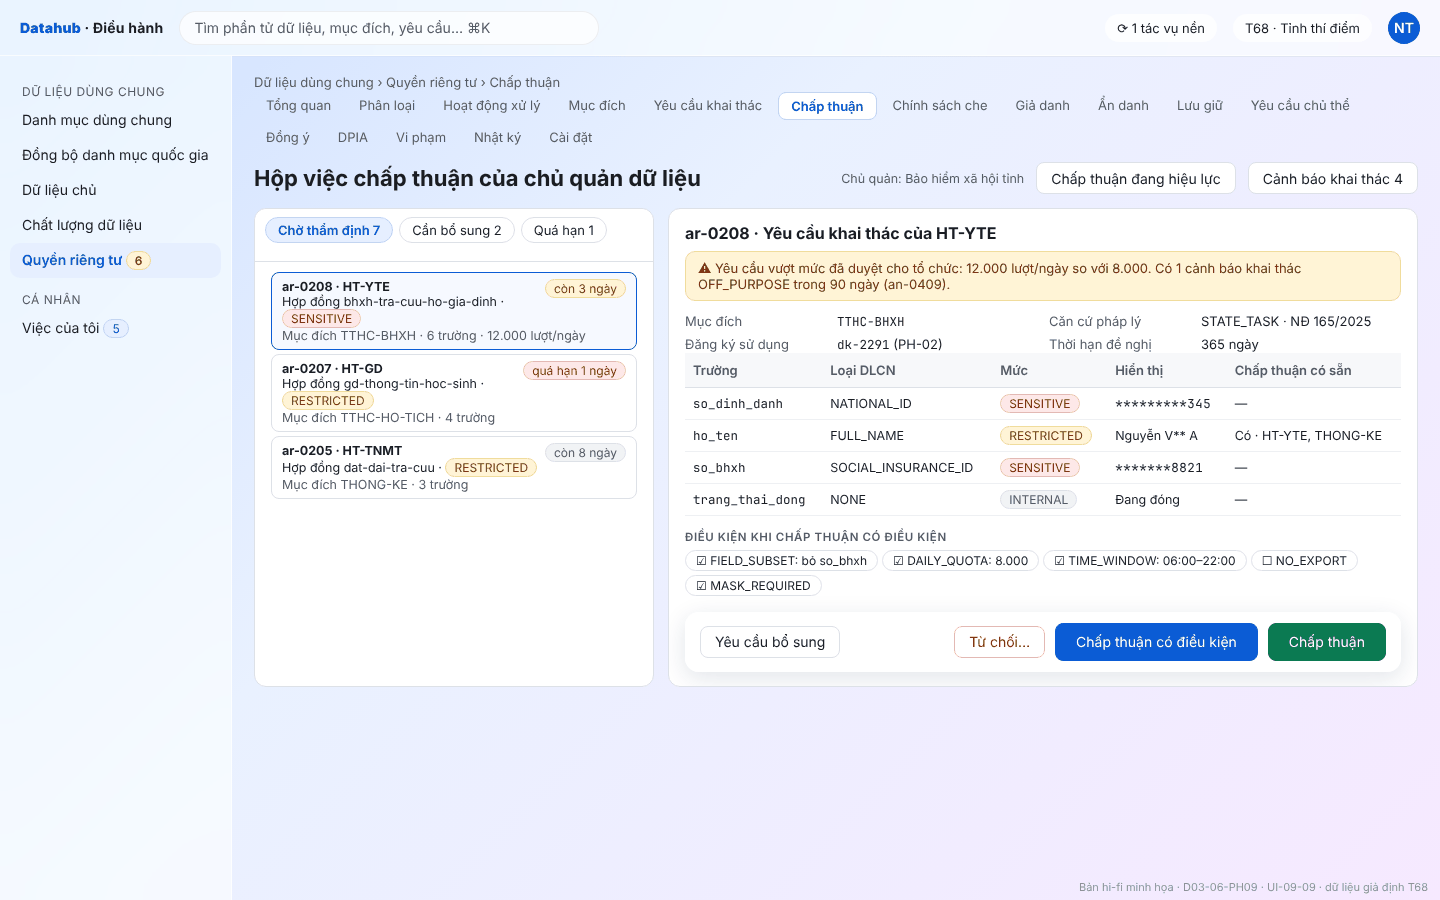 Datahub · Điều hành
Tìm phần tử dữ liệu, mục đích, yêu cầu... ⌘K
⟳ 1 tác vụ nền
T68 · Tỉnh thí điểm
NT
DỮ LIỆU DÙNG CHUNG
Danh mục dùng chung
Đồng bộ danh mục quốc gia
Dữ liệu chủ
Chất lượng dữ liệu
Quyền riêng tư 6
CÁ NHÂN
Việc của tôi 5
Dữ liệu dùng chung › Quyền riêng tư › Chấp thuận
Tổng quan Phân loại Hoạt động xử lý Mục đích Yêu cầu khai thác Chấp thuận Chính sách che Giả danh Ẩn danh Lưu giữ Yêu cầu chủ thể
Đồng ý DPIA Vi phạm Nhật ký Cài đặt
Hộp việc chấp thuận của chủ quản dữ liệu
Chủ quản: Bảo hiểm xã hội tỉnh
Chấp thuận đang hiệu lực
Cảnh báo khai thác 4
Chờ thẩm định 7 Cần bổ sung 2 Quá hạn 1
ar-0208 · HT-YTE còn 3 ngày
Hợp đồng bhxh-tra-cuu-ho-gia-dinh ·
SENSITIVE
Mục đích TTHC-BHXH · 6 trường · 12.000 lượt/ngày
ar-0207 · HT-GD quá hạn 1 ngày
Hợp đồng gd-thong-tin-hoc-sinh ·
RESTRICTED
Mục đích TTHC-HO-TICH · 4 trường
ar-0205 · HT-TNMT còn 8 ngày
Hợp đồng dat-dai-tra-cuu · RESTRICTED
Mục đích THONG-KE · 3 trường
ar-0208 · Yêu cầu khai thác của HT-YTE
⚠ Yêu cầu vượt mức đã duyệt cho tổ chức: 12.000 lượt/ngày so với 8.000. Có 1 cảnh báo khai thác
OFF_PURPOSE trong 90 ngày (an-0409).
Mục đích TTHC-BHXH Căn cứ pháp lý STATE_TASK · NĐ 165/2025
Đăng ký sử dụng dk-2291 (PH-02) Thời hạn đề nghị 365 ngày
Trường Loại DLCN Mức Hiển thị Chấp thuận có sẵn
so_dinh_danh NATIONAL_ID SENSITIVE *********345 —
ho_ten FULL_NAME RESTRICTED Nguyễn V** A Có · HT-YTE, THONG-KE
so_bhxh SOCIAL_INSURANCE_ID SENSITIVE *******8821 —
trang_thai_dong NONE INTERNAL Đang đóng —
ĐIỀU KIỆN KHI CHẤP THUẬN CÓ ĐIỀU KIỆN
☑ FIELD_SUBSET: bỏ so_bhxh ☑ DAILY_QUOTA: 8.000 ☑ TIME_WINDOW: 06:00–22:00 ☐ NO_EXPORT
☑ MASK_REQUIRED
Yêu cầu bổ sung Từ chối... Chấp thuận có điều kiện Chấp thuận
Bản hi-fi minh họa · D03-06-PH09 · UI-09-09 · dữ liệu giả định T68